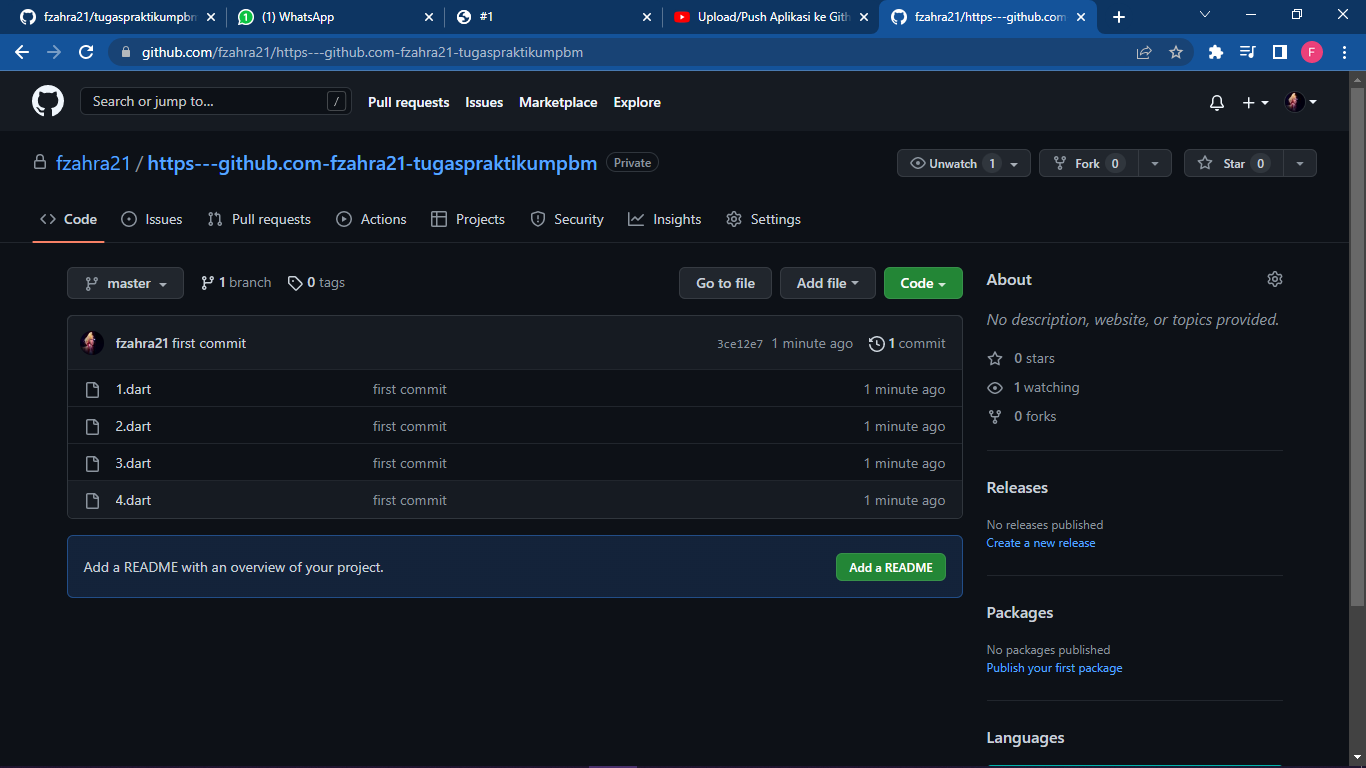 fzahra21/tugaspraktikumpbm
(1) WhatsApp
#1
Upload/Push Aplikasi ke Gith
fzahra21/https---github.com
github.com/fzahra21/https---github.com-fzahra21-tugaspraktikumpbm
F
Search or jump to... /
Pull requests Issues Marketplace Explore
fzahra21 / https---github.com-fzahra21-tugaspraktikumpbm Private
Unwatch 1 Fork 0 Star 0
Code Issues Pull requests Actions Projects Security Insights Settings
master 1 branch 0 tags Go to file Add file Code
fzahra21 first commit 3ce12e7 1 minute ago 1 commit
1.dart first commit 1 minute ago
2.dart first commit 1 minute ago
3.dart first commit 1 minute ago
4.dart first commit 1 minute ago
Add a README with an overview of your project. Add a README
About
No description, website, or topics provided.
0 stars
1 watching
0 forks
Releases
No releases published
Create a new release
Packages
No packages published
Publish your first package
Languages